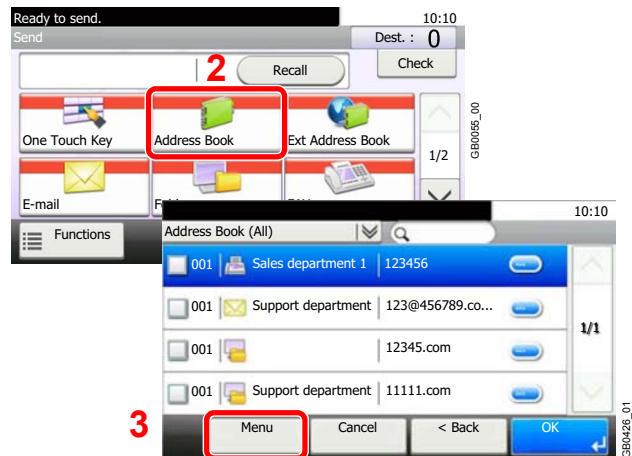 Ready to send.
10:10
Send
Dest. : 0
2
Recall
Check
One Touch Key
Address Book
Ext Address Book
1/2
GB0055_00
E-mail
Functions
10:10
Address Book (All)
001 Sales department 1 123456
001 Support department 123@456789.co...
1/1
001 12345.com
001 Support department 11111.com
3
Menu
Cancel
< Back
OK
GB0426_01